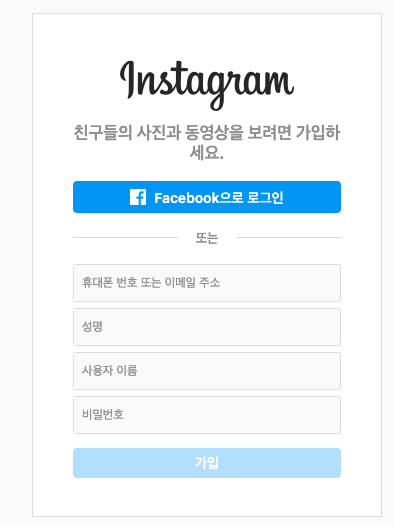 Instagram
친구들의 사진과 동영상을 보려면 가입하
세요.
Facebook으로 로그인
또는
휴대폰 번호 또는 이메일 주소
성명
사용자 이름
비밀번호
가입